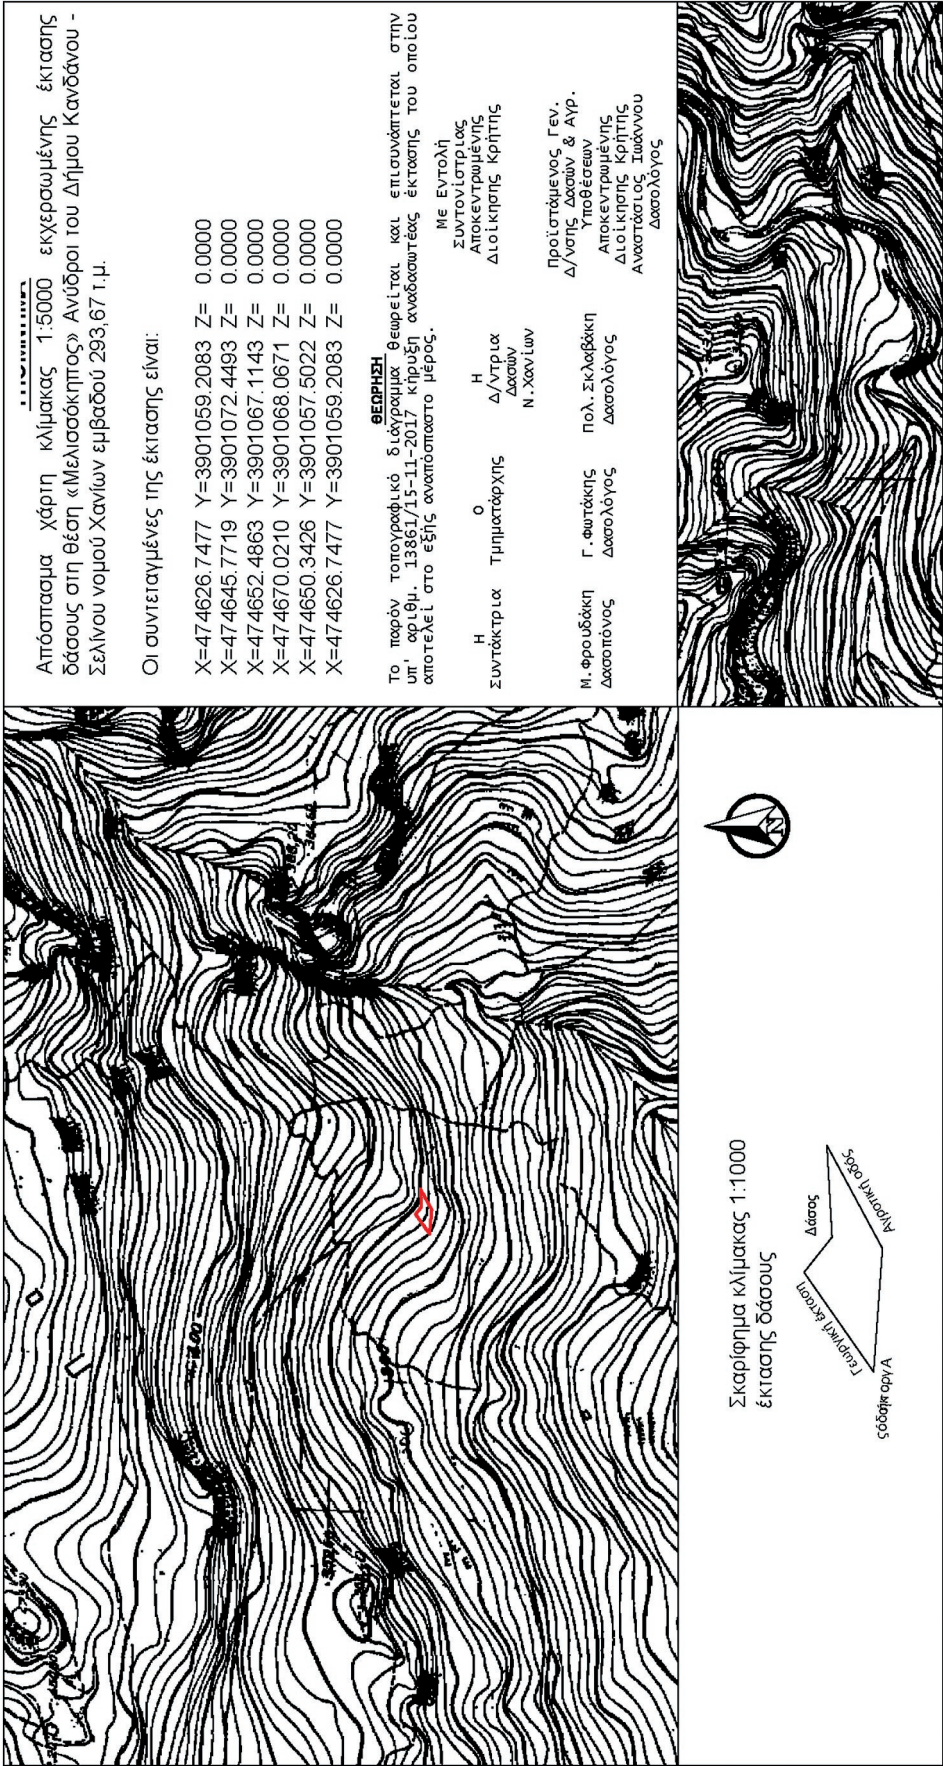 Απόσπασμα χάρτη κλίμακας 1:5000 εκχερσωμένης έκτασης
δάσους στη θέση «Μελισσόκηπος» Ανύδροι του Δήμου Κανδάνου -
Σελίνου νομού Χανίων εμβαδού 293,67 τ.μ.
Οι συντεταγμένες της έκτασης είναι:
X=474626.7477 Y=3901059.2083 Z= 0.0000
X=474645.7719 Y=3901072.4493 Z= 0.0000
X=474652.4863 Y=3901067.1143 Z= 0.0000
X=474670.0210 Y=3901068.0671 Z= 0.0000
X=474650.3426 Y=3901057.5022 Z= 0.0000
X=474626.7477 Y=3901059.2083 Z= 0.0000
ΘΕΩΡΗΣΗ
Το παρόν τοπογραφικό διάγραμμα θεωρείται και επισυνάπτεται στην
υπ' αριθμ. 13861/15-11-2017 κήρυξη αναδασωτέας έκτασης του οποίου
αποτελεί στο εξής αναπόσπαστο μέρος.
Η
Συντάκτρια
Μ.Φρουδάκη
Δασοπόνος
Ο
Τμηματάρχης
Γ.Φωτάκης
Δασολόγος
Η
Δ/ντρια
Δασών
Ν.Χανίων
Πολ. Σκλαβάκη
Δασολόγος
Με Εντολή
Συντονίστριας
Αποκεντρωμένης
Διοίκησης Κρήτης
Προϊστάμενος Γεν.
Δ/νσης Δασών & Αγρ.
Υποθέσεων
Αποκεντρωμένης
Διοίκησης Κρήτης
Αναστάσιος Ιωάννου
Δασολόγος
Σκαρίφημα κλίμακας 1:1000
έκτασης δάσους
Δάσος
Γεωργική έκταση
Αγροτική οδός
N